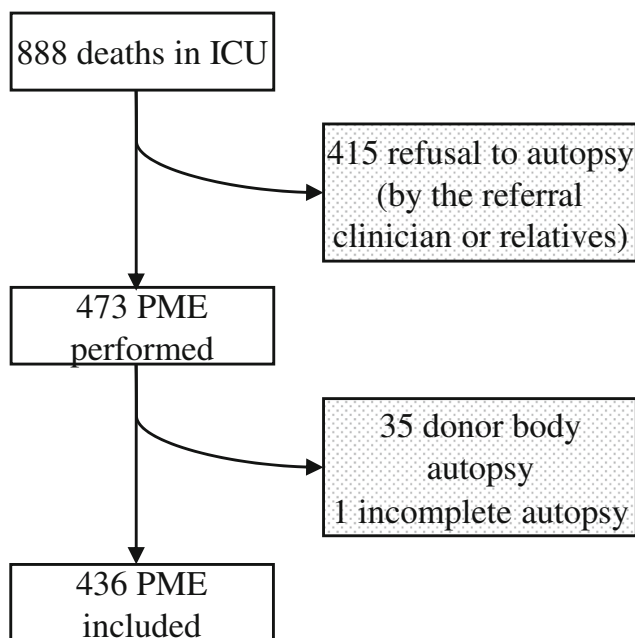 888 deaths in ICU
415 refusal to autopsy
(by the referral
clinician or relatives)
473 PME
performed
35 donor body
autopsy
1 incomplete autopsy
436 PME
included